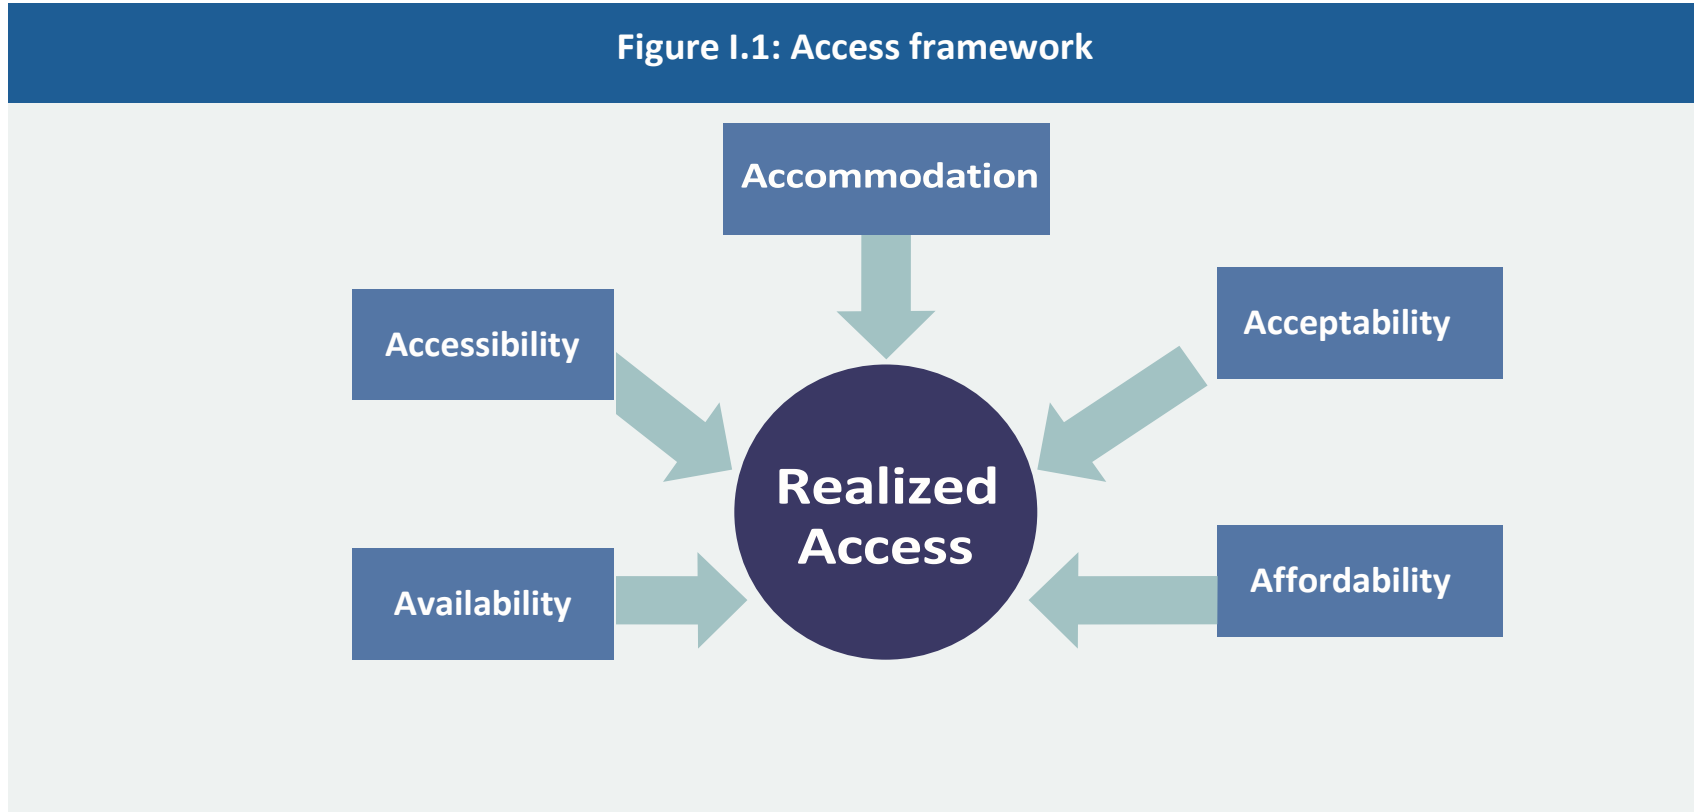 Figure I.1: Access framework
Accommodation
Accessibility
Acceptability
Realized
Access
Availability
Affordability